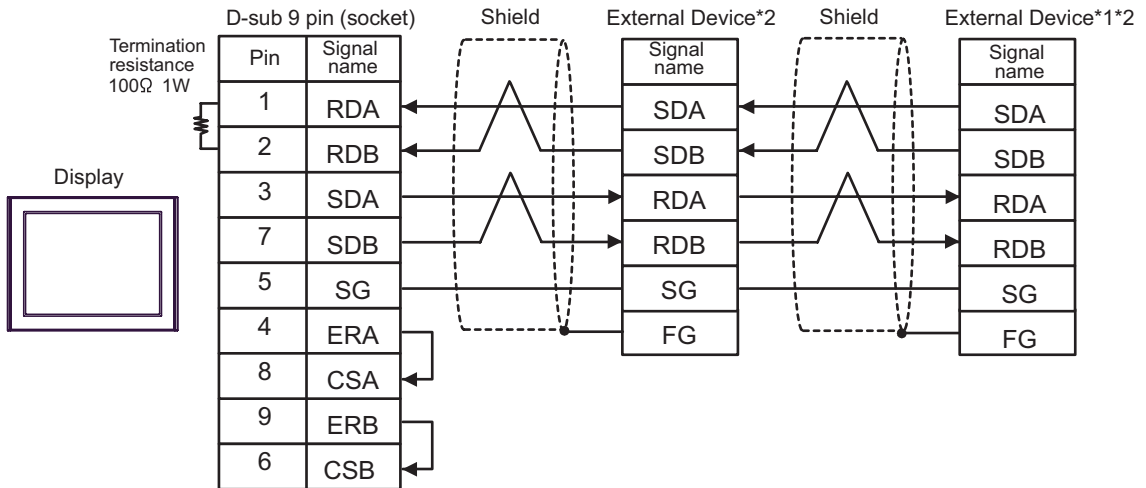 D-sub 9 pin (socket)
Shield
External Device*2
Shield
External Device*1*2
Termination
resistance
100Ω 1W
Display
Pin
Signal
name
1
RDA
2
RDB
3
SDA
7
SDB
5
SG
4
ERA
8
CSA
9
ERB
6
CSB
Signal
name
SDA
SDB
RDA
RDB
SG
FG
Signal
name
SDA
SDB
RDA
RDB
SG
FG